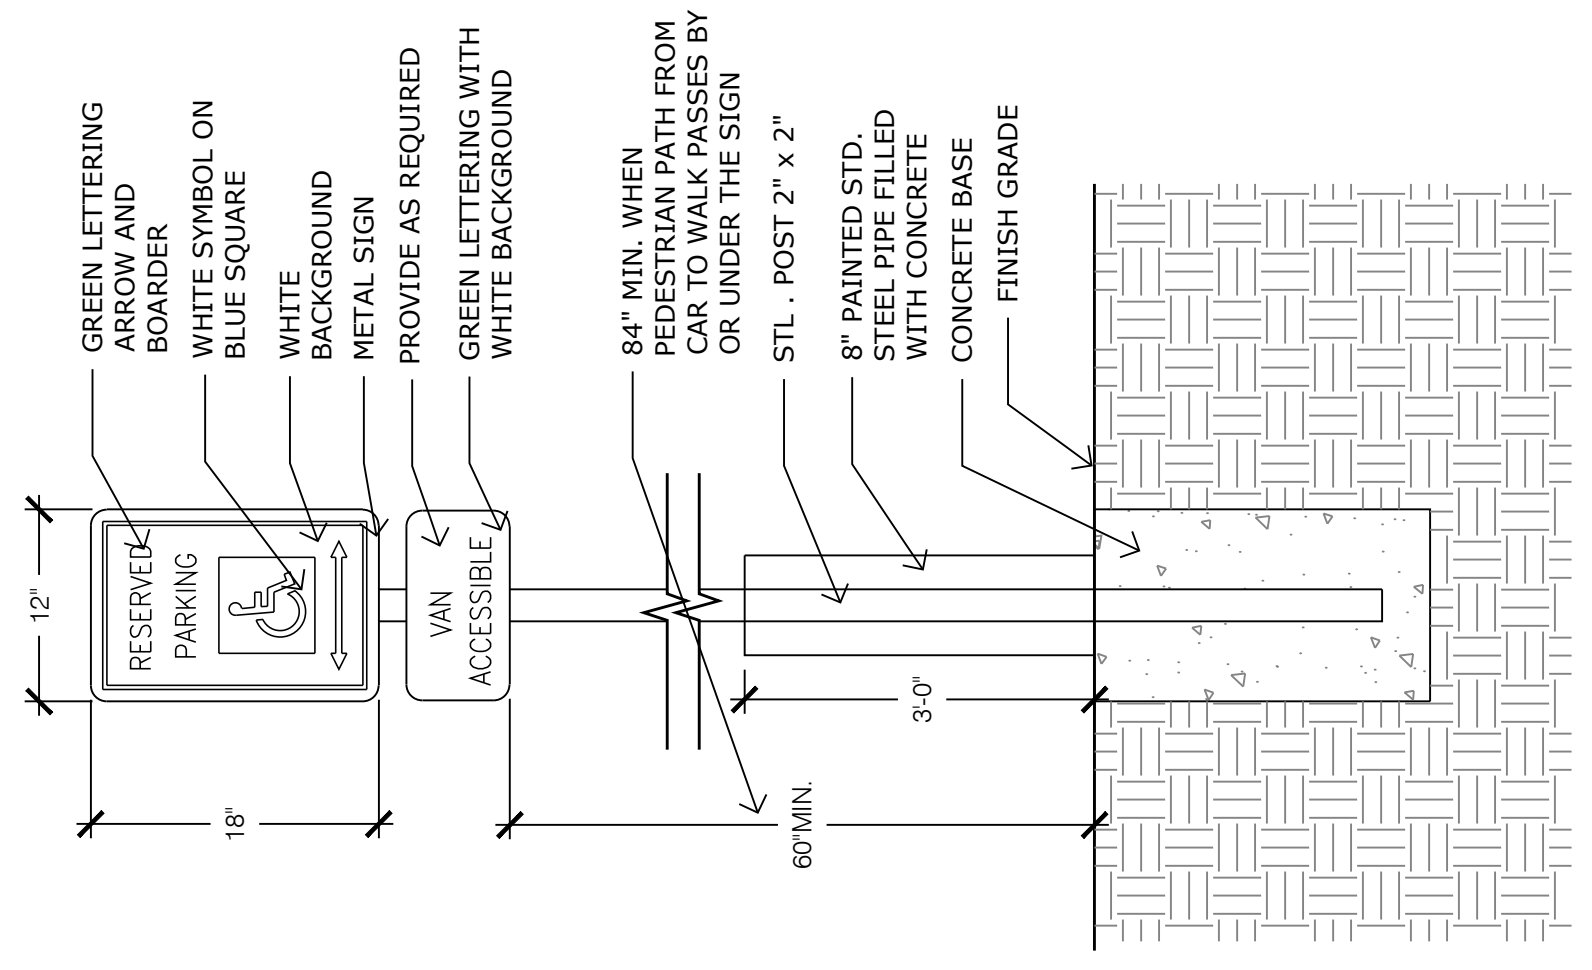 GREEN LETTERING
ARROW AND
BOARDER
WHITE SYMBOL ON
BLUE SQUARE
WHITE
BACKGROUND
METAL SIGN
PROVIDE AS REQUIRED
GREEN LETTERING WITH
WHITE BACKGROUND
84" MIN. WHEN
PEDESTRIAN PATH FROM
CAR TO WALK PASSES BY
OR UNDER THE SIGN
STL . POST 2" x 2"
8" PAINTED STD.
STEEL PIPE FILLED
WITH CONCRETE
CONCRETE BASE
FINISH GRADE
12"
RESERVED
PARKING
VAN
ACCESSIBLE
18"
3'-0"
60"MIN.